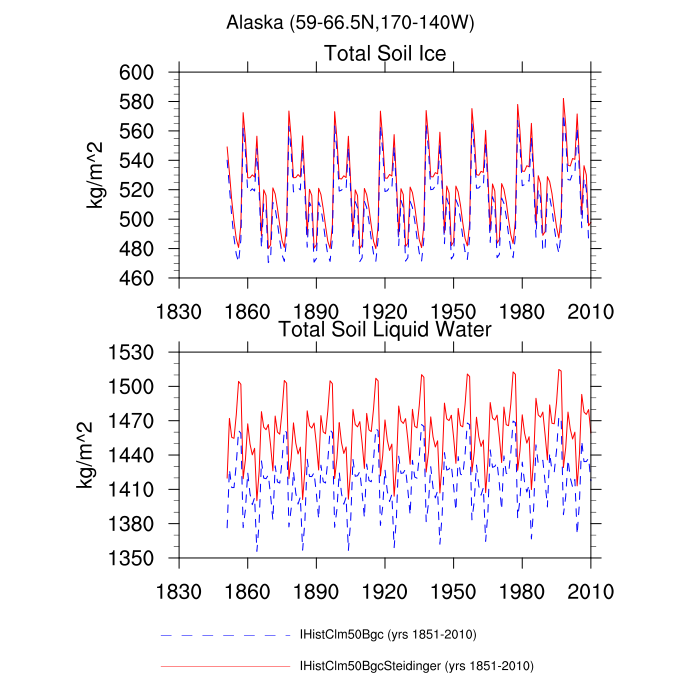 Alaska (59-66.5N,170-140W)
Total Soil Ice
600
580
560
540
520
500
480
460
kg/m^2
1830 1860 1890 1920 1950 1980 2010
Total Soil Liquid Water
1530
1500
1470
1440
1410
1380
1350
kg/m^2
1830 1860 1890 1920 1950 1980 2010
IHistClm50Bgc (yrs 1851-2010)
IHistClm50BgcSteidinger (yrs 1851-2010)